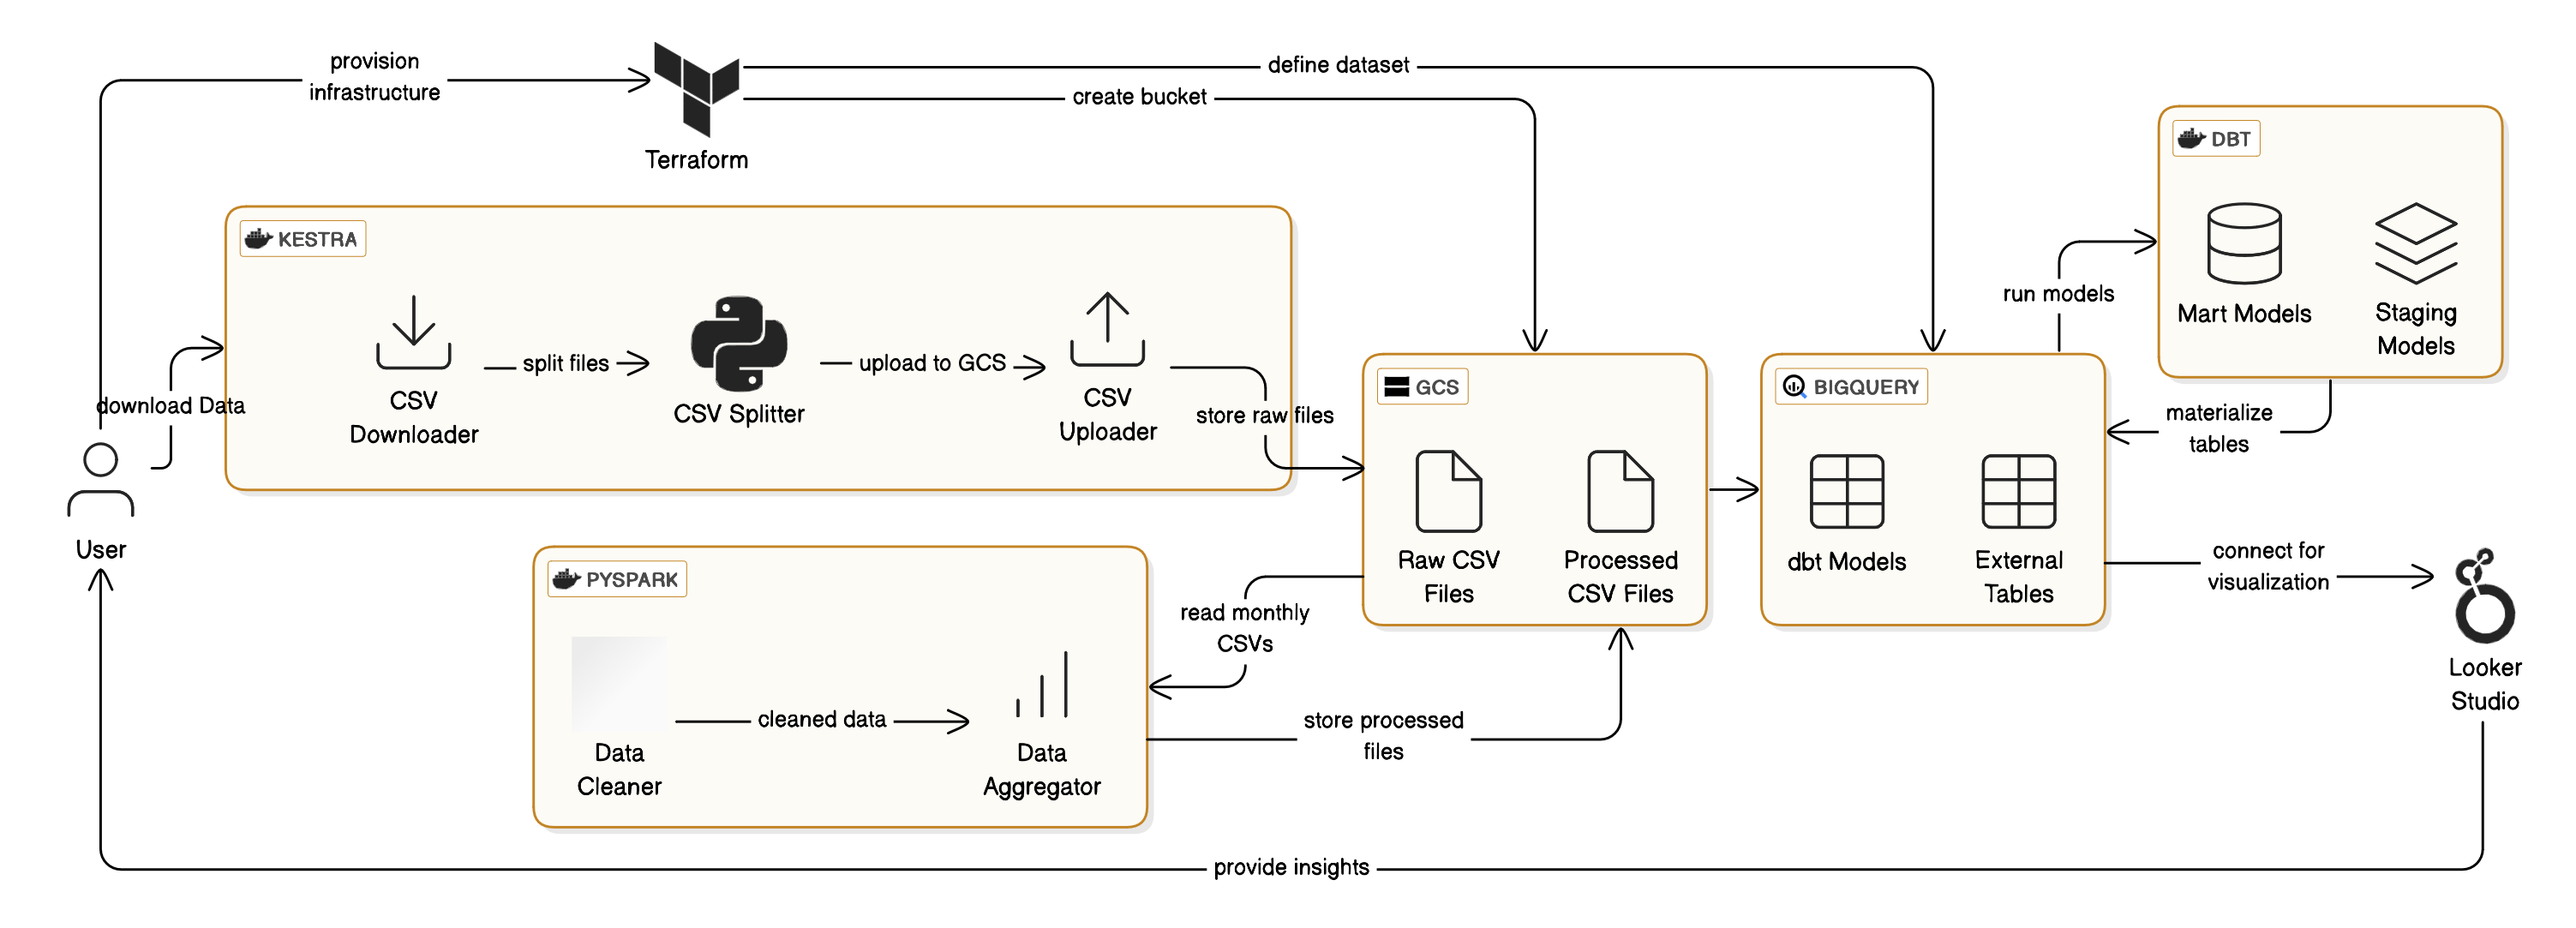 provision
infrastructure
Terraform
define dataset
create bucket
DBT
Mart Models
Staging
Models
run models
materialize
tables
KESTRA
download Data
CSV
Downloader
split files
CSV Splitter
upload to GCS
CSV
Uploader
store raw files
User
GCS
Raw CSV
Files
Processed
CSV Files
BIGQUERY
dbt Models
External
Tables
connect for
visualization
Looker
Studio
PYSPARK
Data
Cleaner
cleaned data
Data
Aggregator
read monthly
CSVs
store processed
files
provide insights